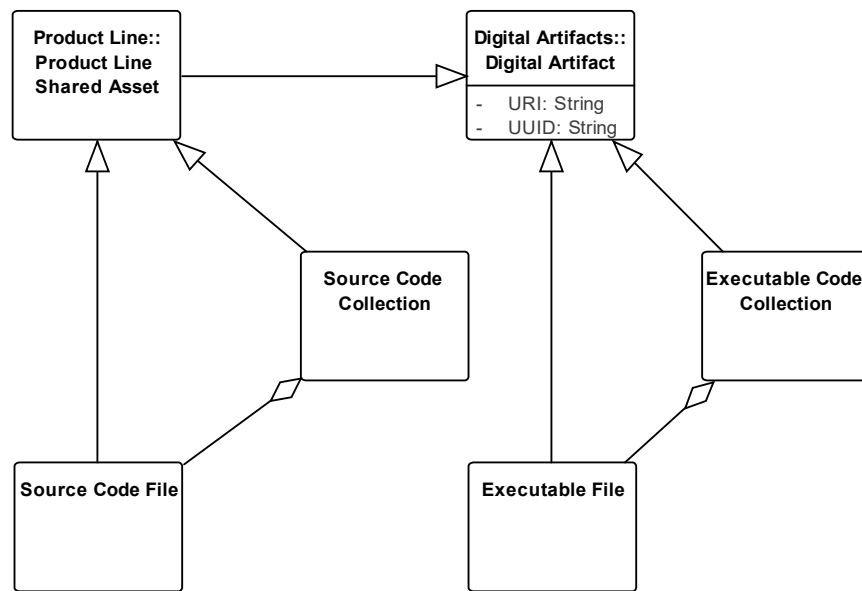 Product Line::
Product Line
Shared Asset
Digital Artifacts::
Digital Artifact
- URI: String
- UUID: String
Source Code
Collection
Executable Code
Collection
Source Code File
Executable File